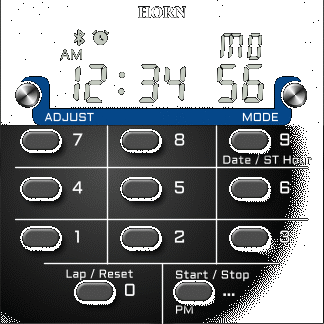 HORN
AM MO
12:34 56
ADJUST MODE
7 8 9
Date / ST Hour
4 5 6
1 2 3
Lap / Reset Start / Stop
0 ...
PM